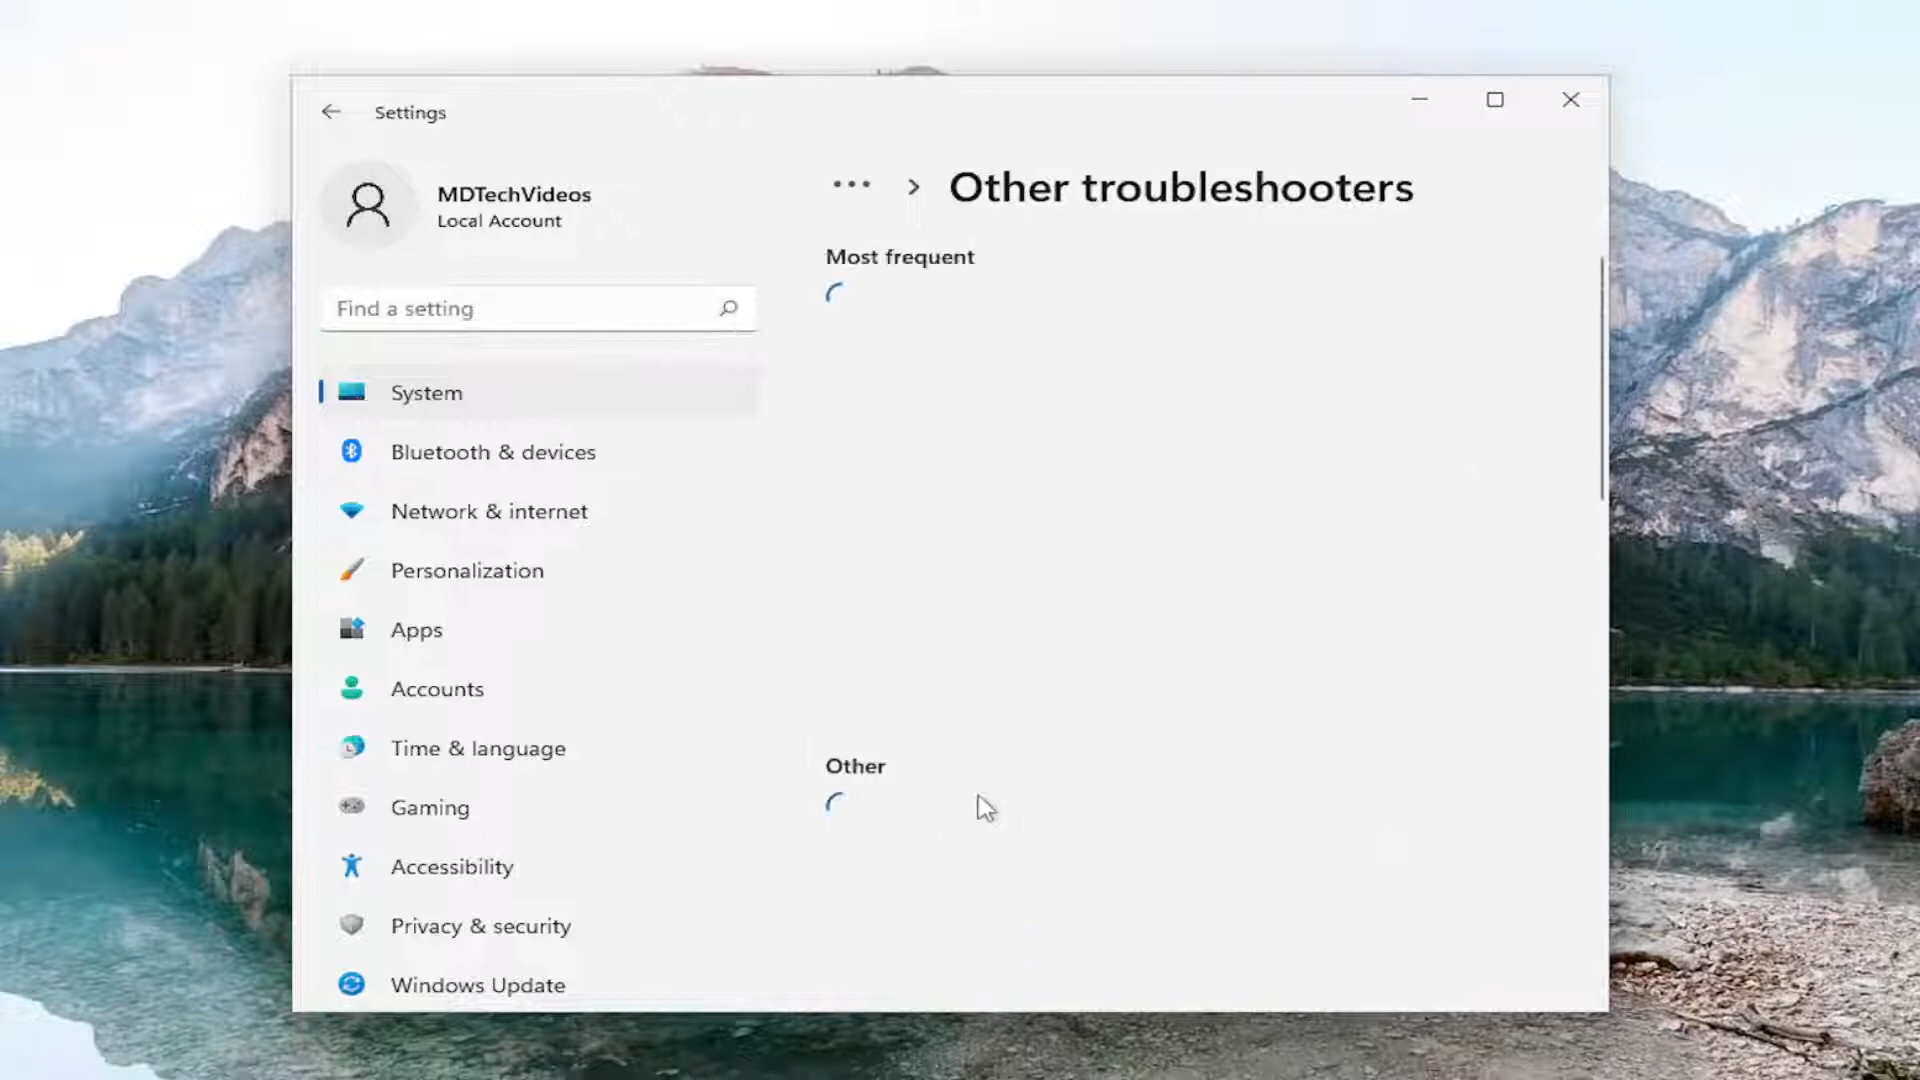 Settings
MDTechVideos
Local Account
Find a setting
System
Bluetooth & devices
Network & internet
Personalization
Apps
Accounts
Time & language
Gaming
Accessibility
Privacy & security
Windows Update
Other troubleshooters
Most frequent
Other